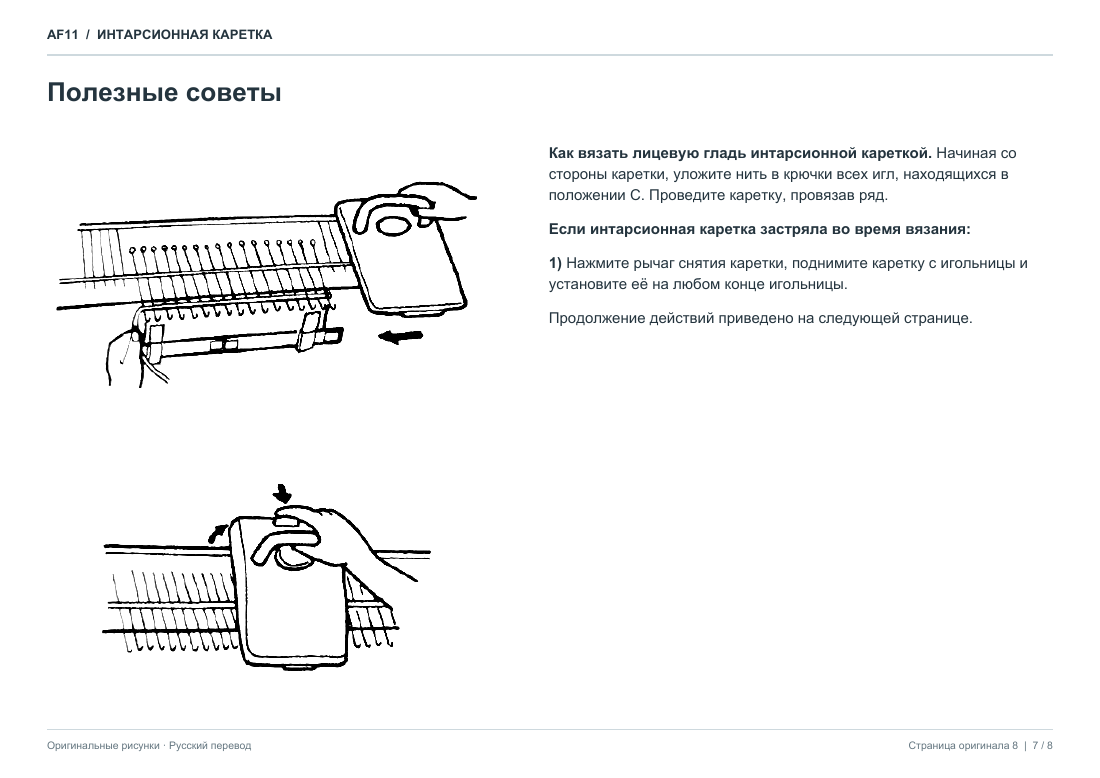 AF11 / ИНТАРСИОННАЯ КАРЕТКА
Полезные советы
Как вязать лицевую гладь интарсионной кареткой. Начиная со
стороны каретки, уложите нить в крючки всех игл, находящихся в
положении C. Проведите каретку, провязав ряд.
Если интарсионная каретка застряла во время вязания:
1) Нажмите рычаг снятия каретки, поднимите каретку с игольницы и
установите её на любом конце игольницы.
Продолжение действий приведено на следующей странице.
Оригинальные рисунки · Русский перевод
Страница оригинала 8 | 7 / 8